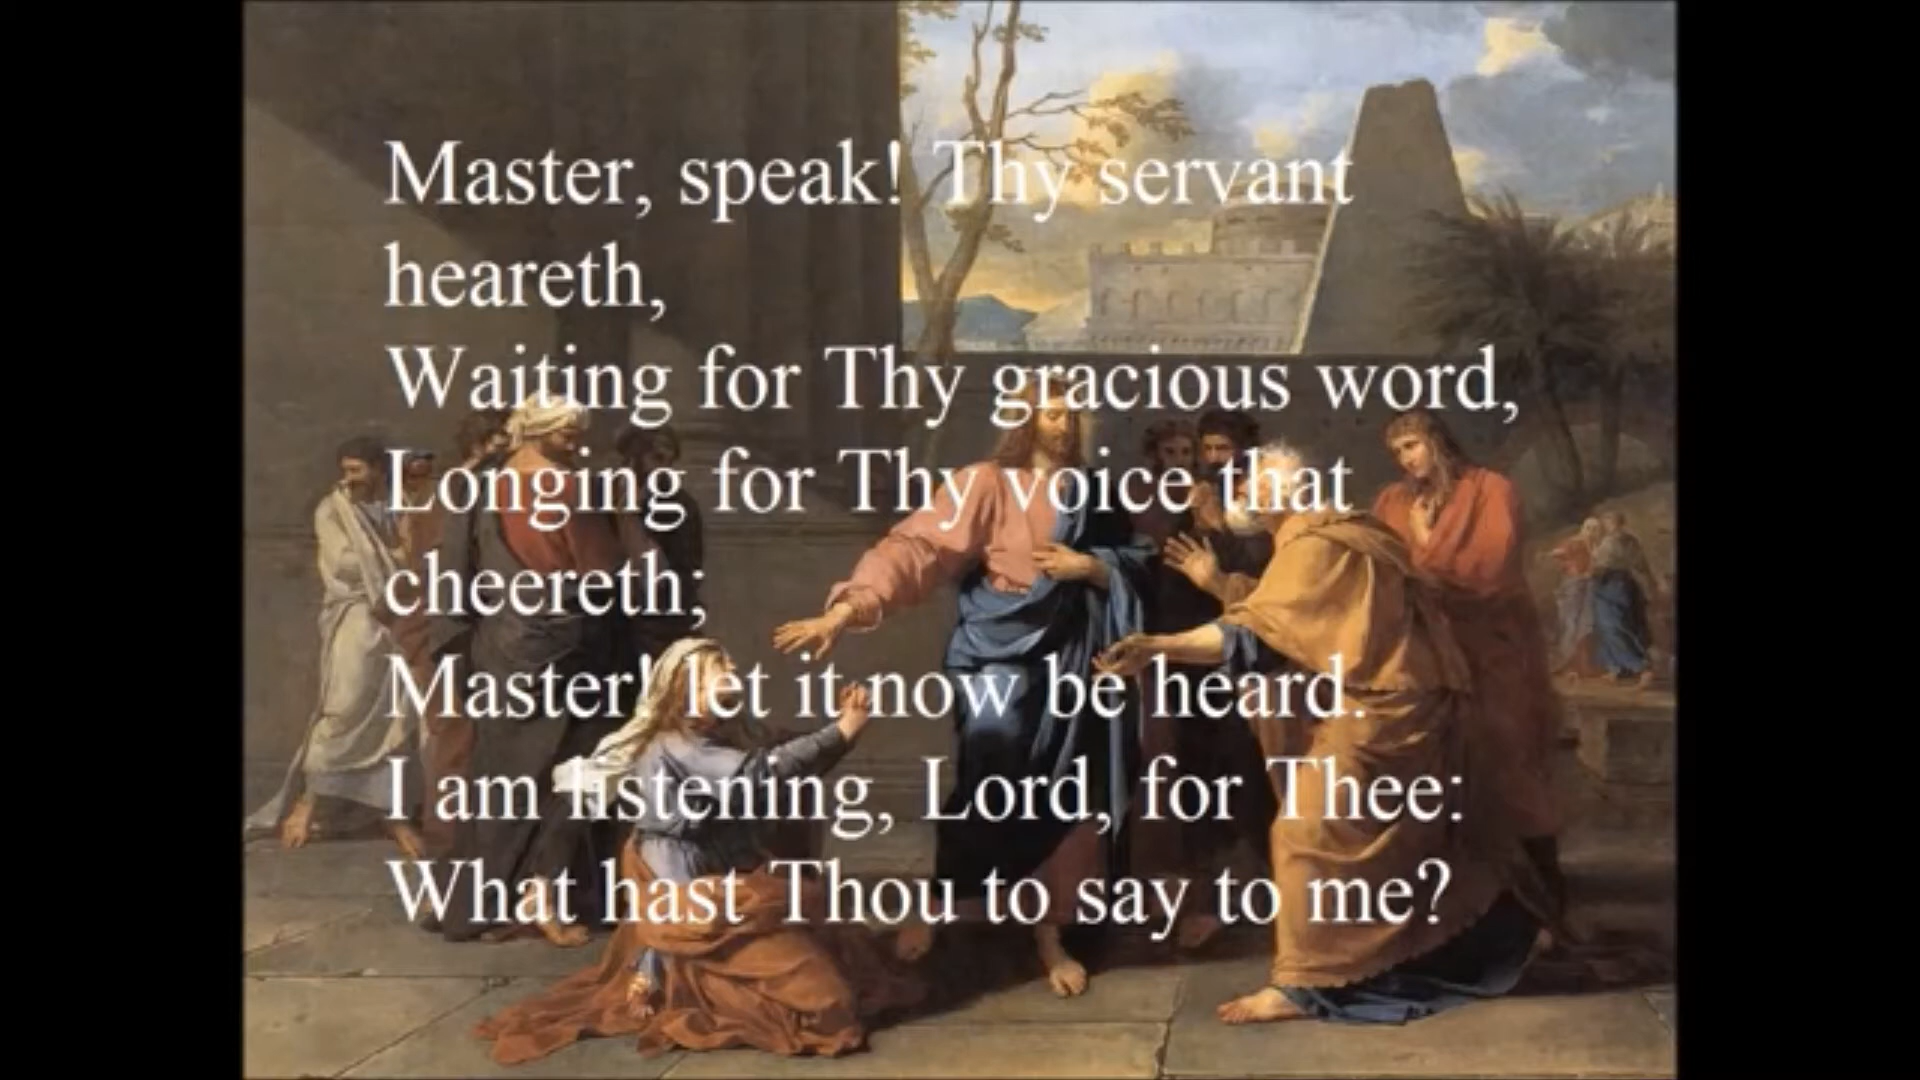 Master, speak! Thy servant
heareth,
Waiting for Thy gracious word,
Longing for Thy voice that
cheereth;
Master! let it now be heard.
I am listening, Lord, for Thee:
What hast Thou to say to me?